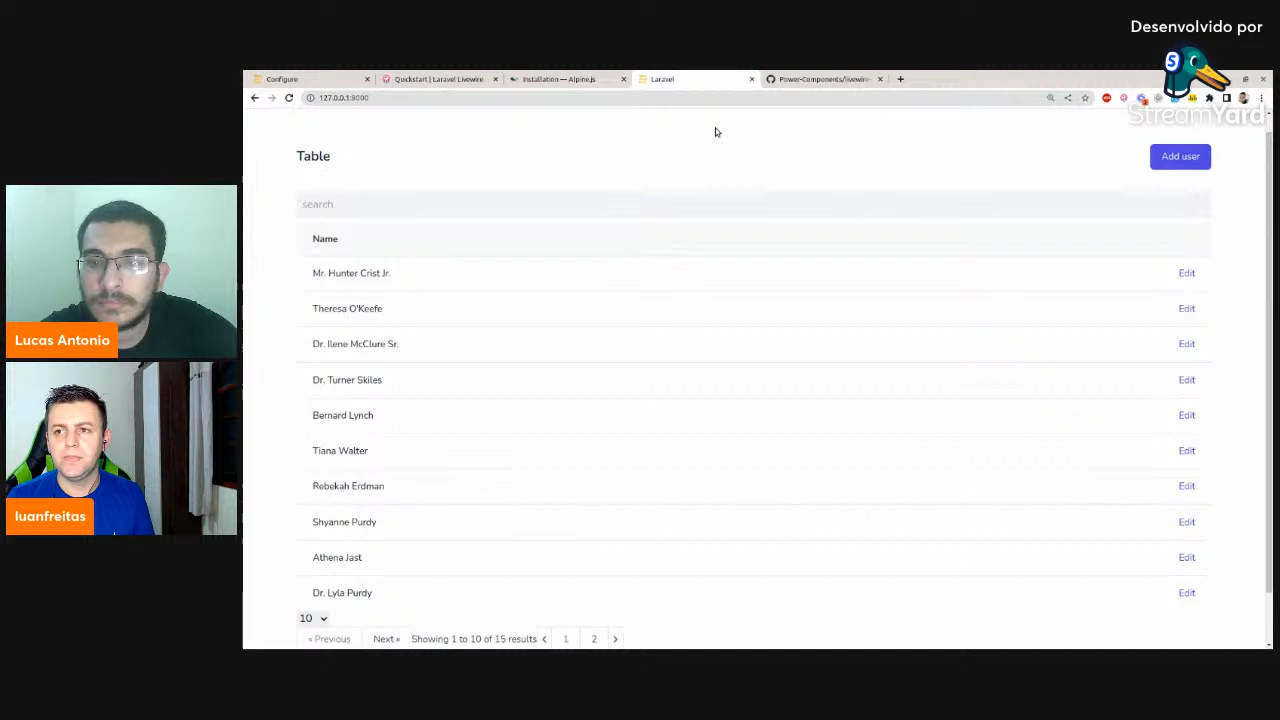 Desenvolvido por
StreamYard
Configure
Quickstart | Laravel Livewire
Installation — Alpine.js
Laravel
Power-Components/livewire-
127.0.0.1:8000
Table
Add user
search
Name
Mr. Hunter Crist Jr. Edit
Theresa O'Keefe Edit
Dr. Ilene McClure Sr. Edit
Dr. Turner Skiles Edit
Bernard Lynch Edit
Tiana Walter Edit
Rebekah Erdman Edit
Shyanne Purdy Edit
Athena Jast Edit
Dr. Lyla Purdy Edit
10
« Previous Next » Showing 1 to 10 of 15 results ‹ 1 2 ›
Lucas Antonio
luanfreitas